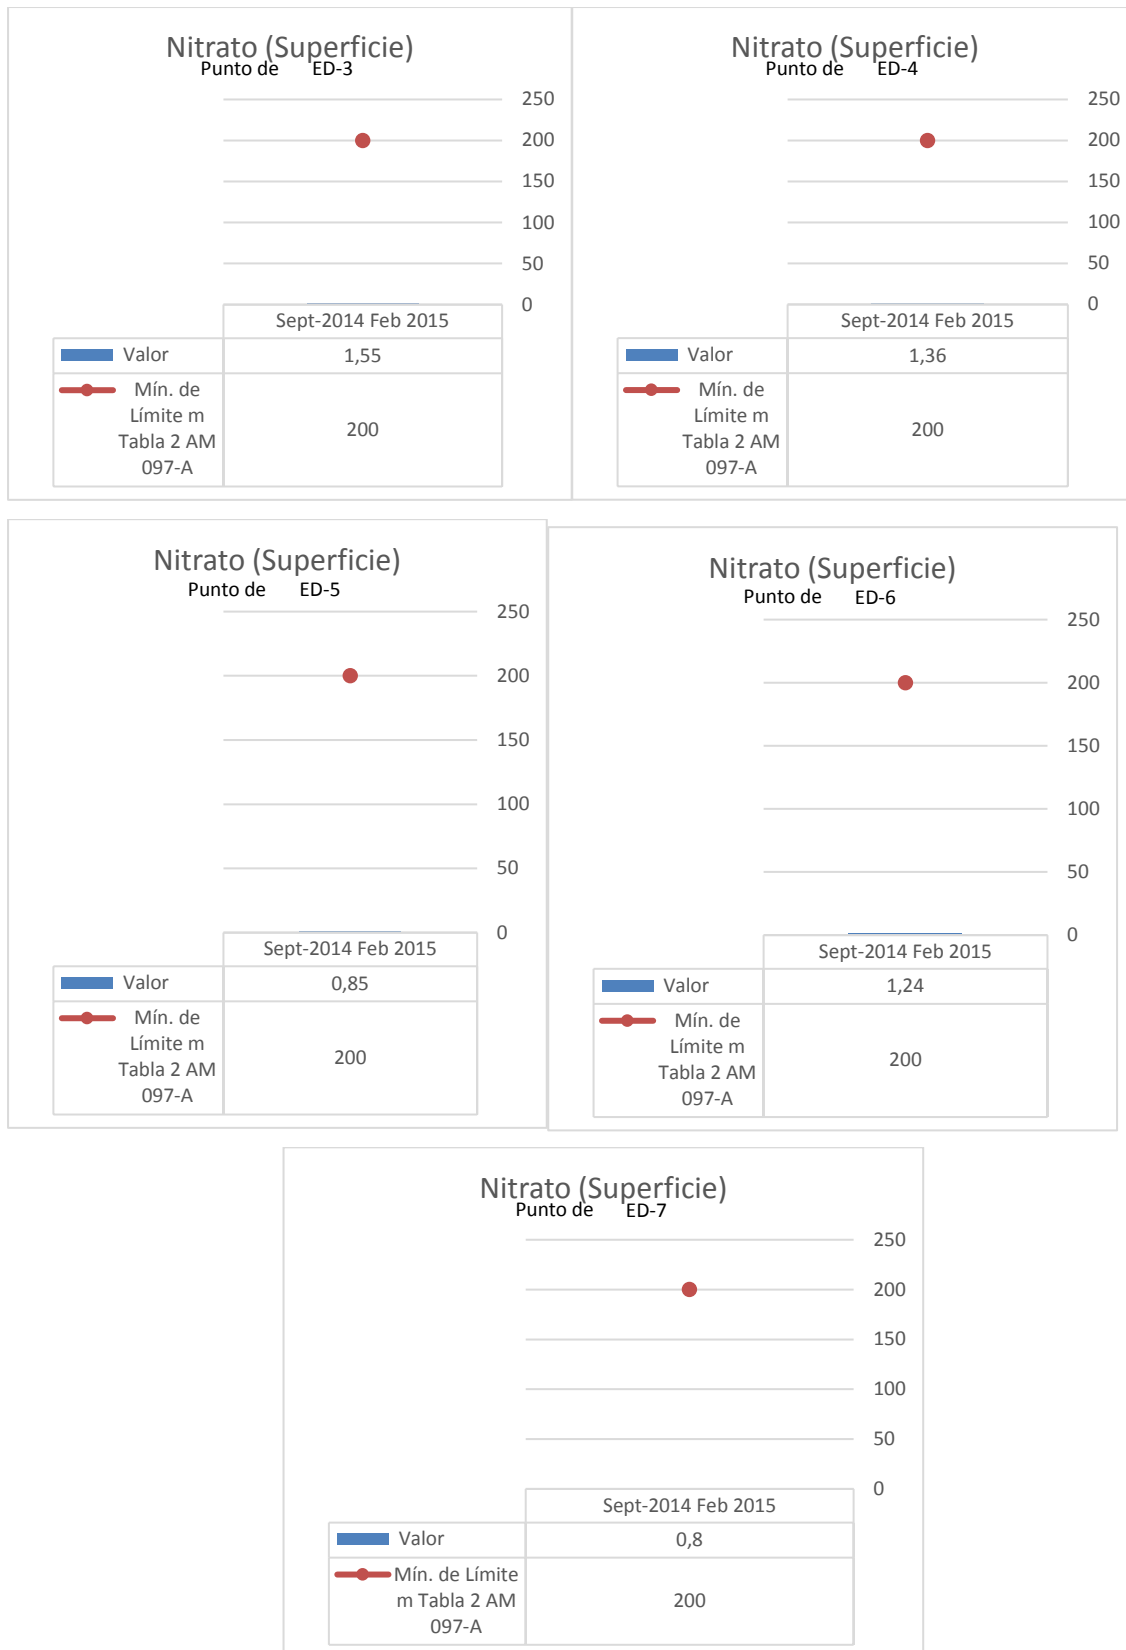 Nitrato (Superficie)
Punto de ED-3
250
200
150
100
50
0
Sept-2014 Feb 2015
Valor 1,55
Mín. de
Límite m
Tabla 2 AM
097-A
200
Nitrato (Superficie)
Punto de ED-4
250
200
150
100
50
0
Sept-2014 Feb 2015
Valor 1,36
Mín. de
Límite m
Tabla 2 AM
097-A
200
Nitrato (Superficie)
Punto de ED-5
250
200
150
100
50
0
Sept-2014 Feb 2015
Valor 0,85
Mín. de
Límite m
Tabla 2 AM
097-A
200
Nitrato (Superficie)
Punto de ED-6
250
200
150
100
50
0
Sept-2014 Feb 2015
Valor 1,24
Mín. de
Límite m
Tabla 2 AM
097-A
200
Nitrato (Superficie)
Punto de ED-7
250
200
150
100
50
0
Sept-2014 Feb 2015
Valor 0,8
Mín. de Límite
m Tabla 2 AM
097-A
200